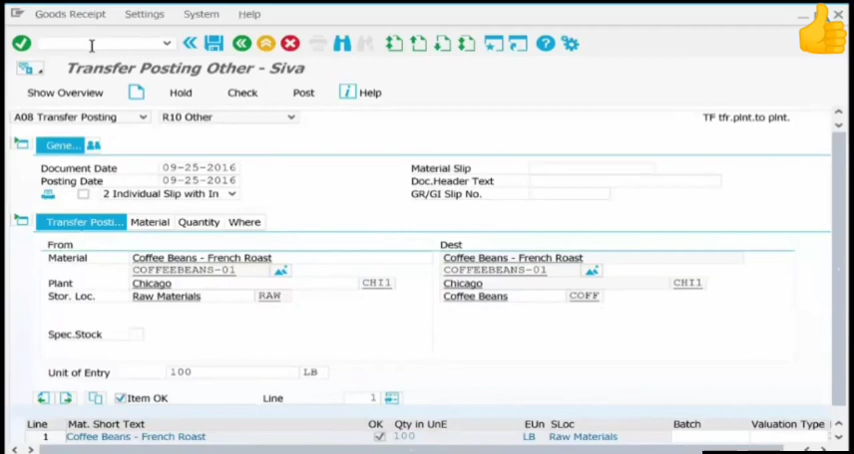 Goods Receipt Settings System Help
Transfer Posting Other - Siva
Show Overview Hold Check Post Help
A08 Transfer Posting R10 Other TF tfr.plnt.to plnt.
Gene...
Document Date 09-25-2016 Material Slip
Posting Date 09-25-2016 Doc.Header Text
2 Individual Slip with In GR/GI Slip No.
Transfer Posti... Material Quantity Where
From Dest
Material Coffee Beans - French Roast Coffee Beans - French Roast
COFFEEBEANS-01 COFFEEBEANS-01
Plant Chicago CHI1 Chicago CHI1
Stor. Loc. Raw Materials RAW Coffee Beans COFF
Spec.Stock
Unit of Entry 100 LB
Item OK Line 1
Line Mat. Short Text OK Qty in UnE EUn SLoc Batch Valuation Type
1 Coffee Beans - French Roast 100 LB Raw Materials